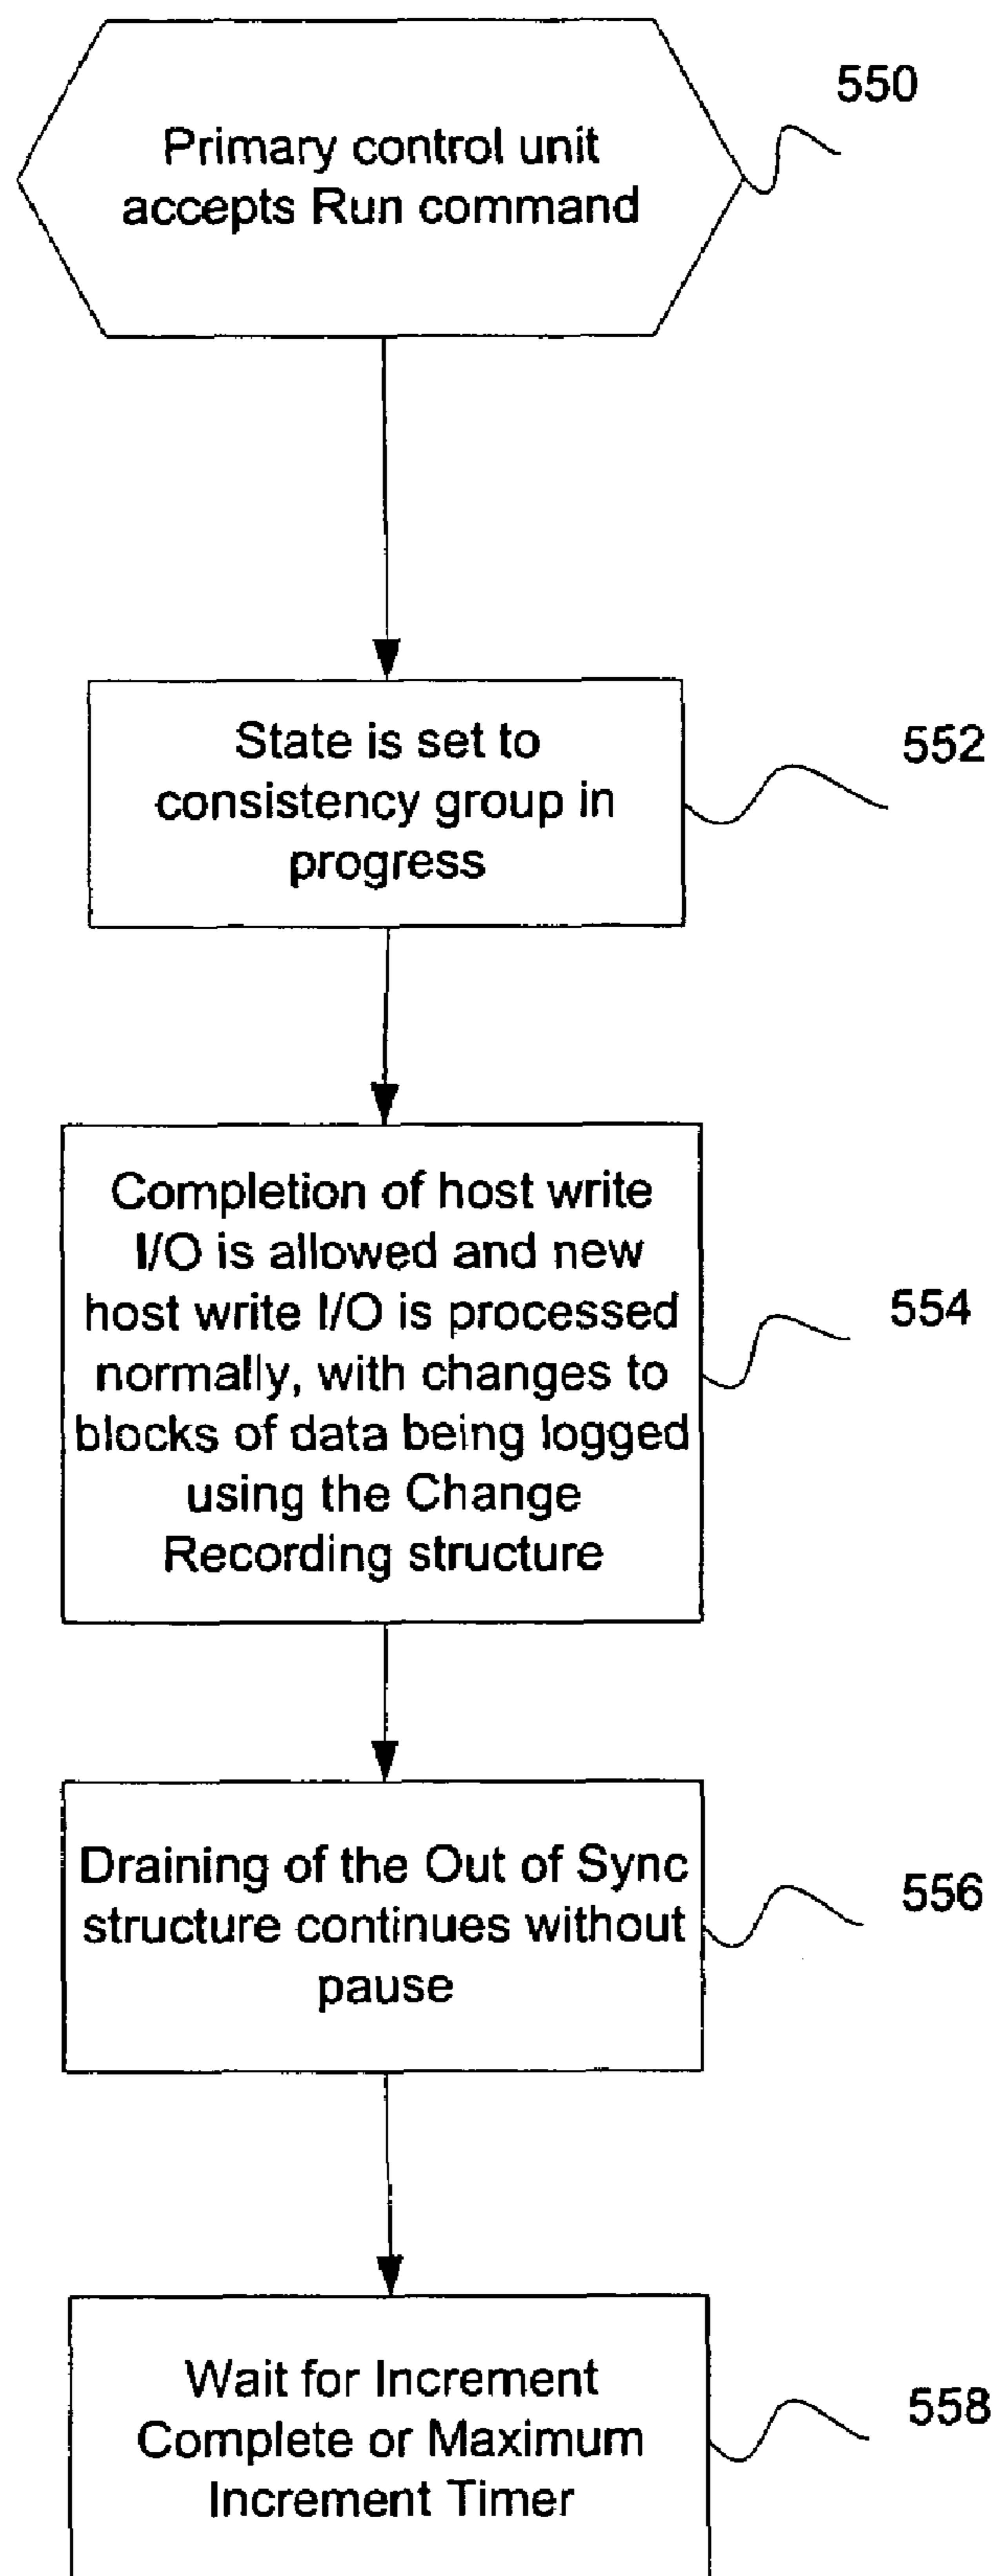 550
Primary control unit
accepts Run command
552
State is set to
consistency group in
progress
Completion of host write
I/O is allowed and new
host write I/O is processed
normally, with changes to
blocks of data being logged
using the Change
Recording structure
554
Draining of the Out of Sync
structure continues without
pause
556
Wait for Increment
Complete or Maximum
Increment Timer
558